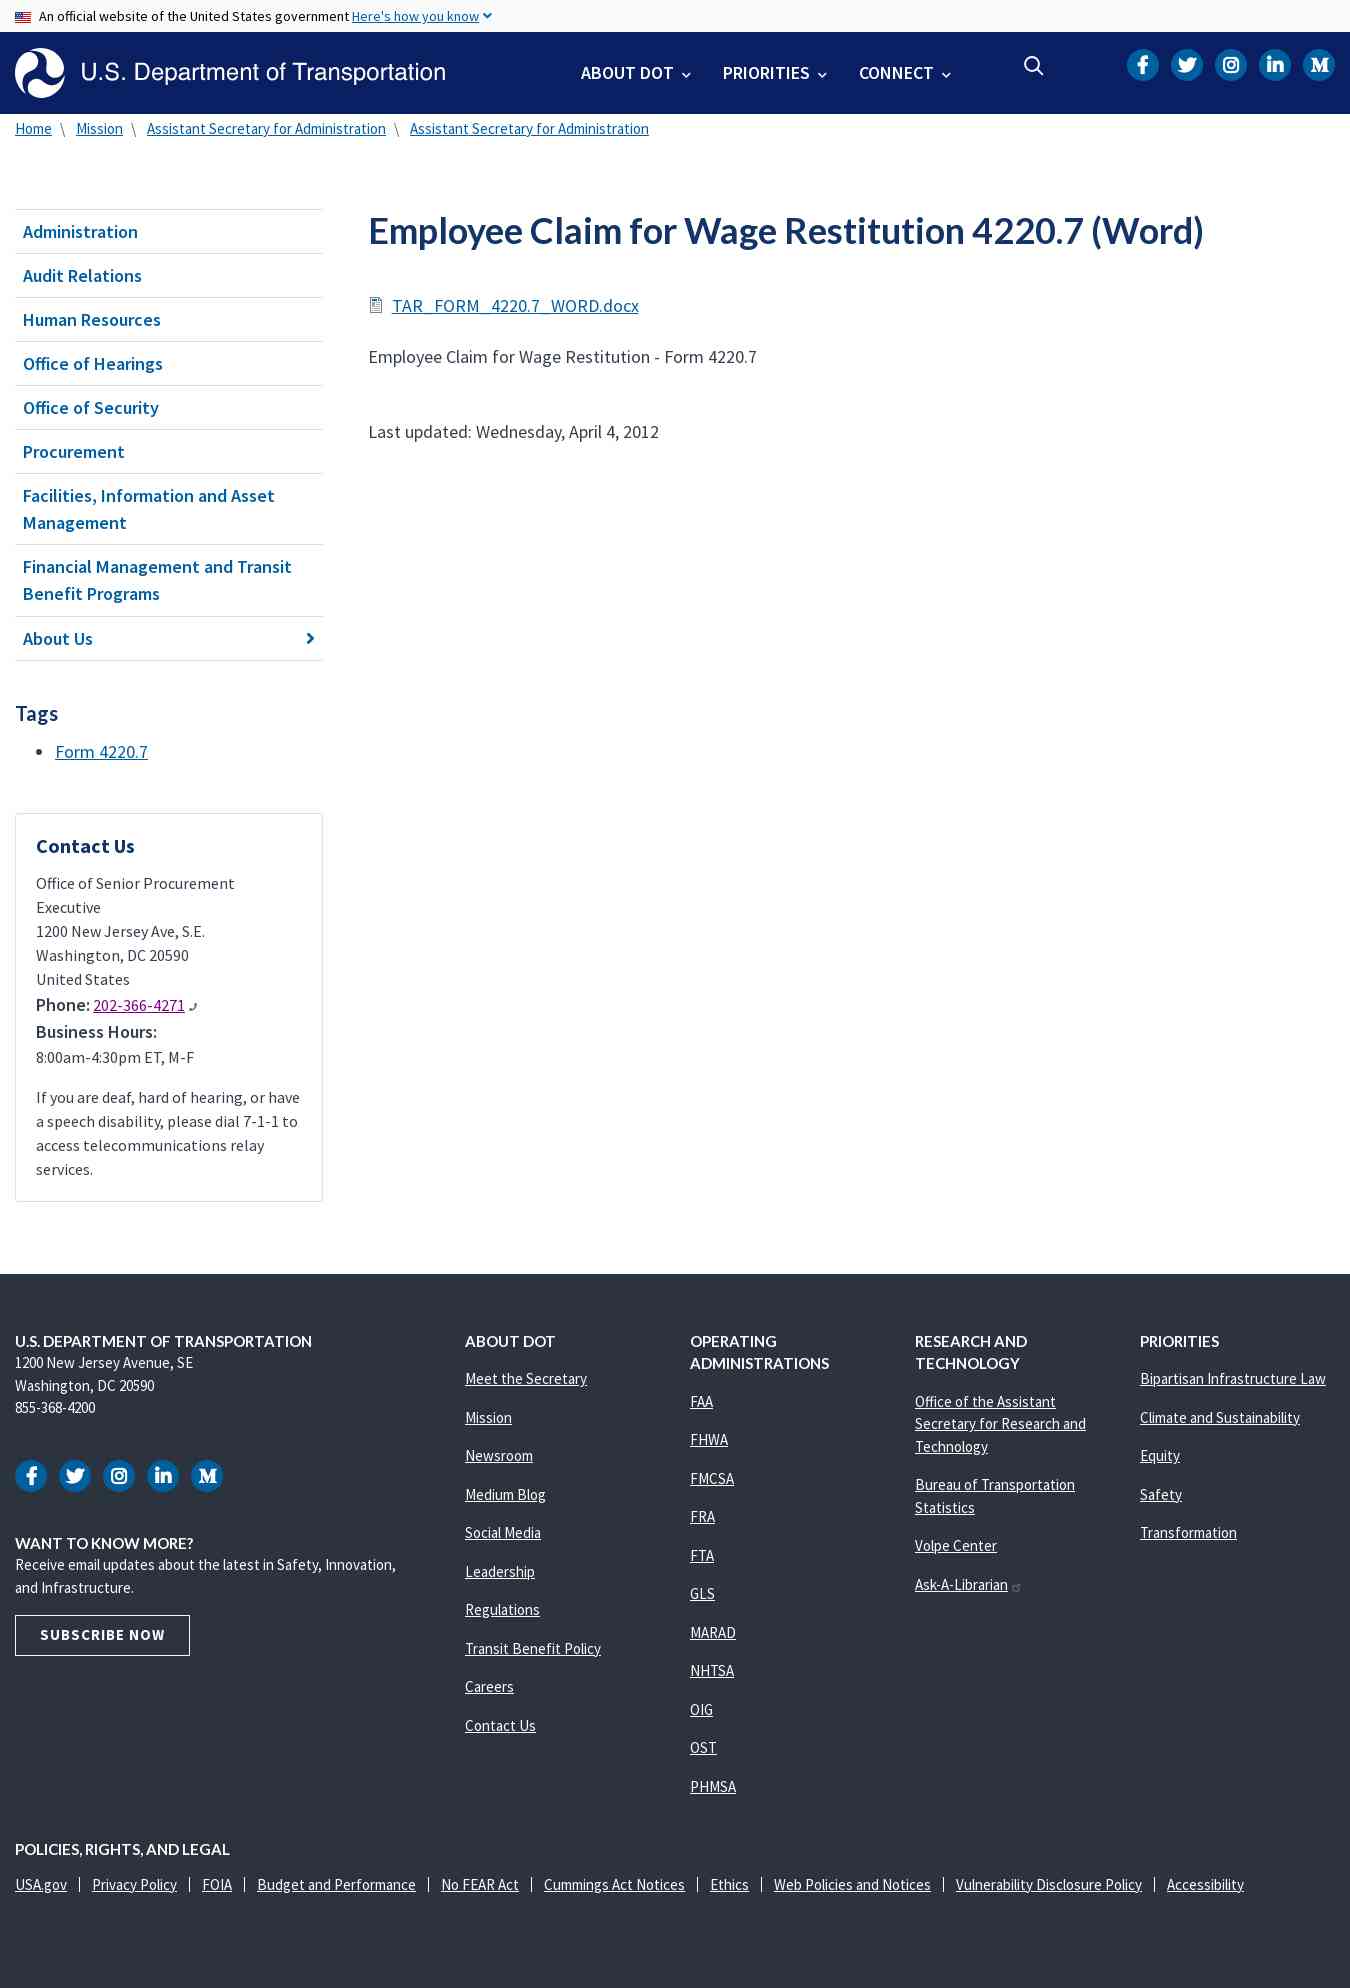 An official website of the United States government Here's how you know
U.S. Department of Transportation
ABOUT DOT
PRIORITIES
CONNECT
Home \ Mission \ Assistant Secretary for Administration \ Assistant Secretary for Administration
Employee Claim for Wage Restitution 4220.7 (Word)
TAR_FORM_4220.7_WORD.docx
Employee Claim for Wage Restitution - Form 4220.7
Last updated: Wednesday, April 4, 2012
Administration
Audit Relations
Human Resources
Office of Hearings
Office of Security
Procurement
Facilities, Information and Asset
Management
Financial Management and Transit
Benefit Programs
About Us
Tags
Form 4220.7
Contact Us
Office of Senior Procurement
Executive
1200 New Jersey Ave, S.E.
Washington, DC 20590
United States
Phone: 202-366-4271
Business Hours:
8:00am-4:30pm ET, M-F
If you are deaf, hard of hearing, or have
a speech disability, please dial 7-1-1 to
access telecommunications relay
services.
U.S. DEPARTMENT OF TRANSPORTATION
1200 New Jersey Avenue, SE
Washington, DC 20590
855-368-4200
WANT TO KNOW MORE?
Receive email updates about the latest in Safety, Innovation,
and Infrastructure.
SUBSCRIBE NOW
ABOUT DOT
Meet the Secretary
Mission
Newsroom
Medium Blog
Social Media
Leadership
Regulations
Transit Benefit Policy
Careers
Contact Us
OPERATING
ADMINISTRATIONS
FAA
FHWA
FMCSA
FRA
FTA
GLS
MARAD
NHTSA
OIG
OST
PHMSA
RESEARCH AND
TECHNOLOGY
Office of the Assistant
Secretary for Research and
Technology
Bureau of Transportation
Statistics
Volpe Center
Ask-A-Librarian
PRIORITIES
Bipartisan Infrastructure Law
Climate and Sustainability
Equity
Safety
Transformation
POLICIES, RIGHTS, AND LEGAL
USA.gov | Privacy Policy | FOIA | Budget and Performance | No FEAR Act | Cummings Act Notices | Ethics | Web Policies and Notices | Vulnerability Disclosure Policy | Accessibility